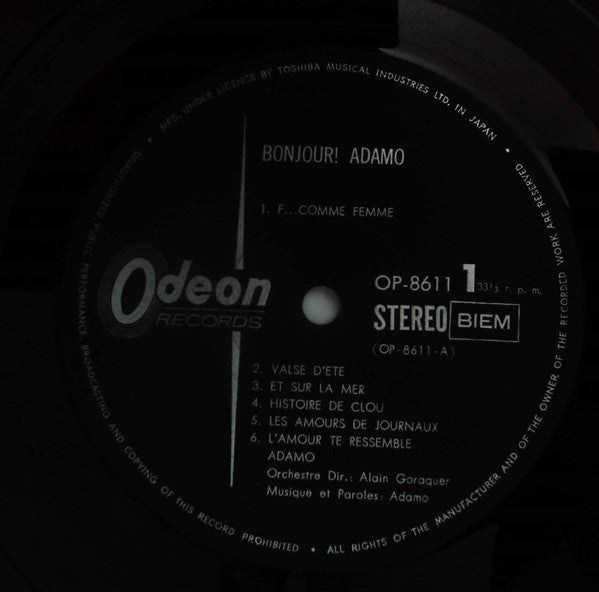 • MFD. UNDER LICENCE BY TOSHIBA MUSICAL INDUSTRIES LTD. IN JAPAN •
BONJOUR! ADAMO
1. F...COMME FEMME
Odeon
RECORDS
OP-8611 1 33⅓ r. p. m.
STEREO BIEM
(OP-8611-A)
2. VALSE D'ETE
3. ET SUR LA MER
4. HISTOIRE DE CLOU
5. LES AMOURS DE JOURNAUX
6. L'AMOUR TE RESSEMBLE
ADAMO
Orchestre Dir.: Alain Goraguer
Musique et Paroles: Adamo
UNAUTHORIZED PUBLIC PERFORMANCE, BROADCASTING AND COPYING OF THIS RECORD PROHIBITED • ALL RIGHTS OF THE MANUFACTURER AND OF THE OWNER OF THE RECORDED WORK ARE RESERVED